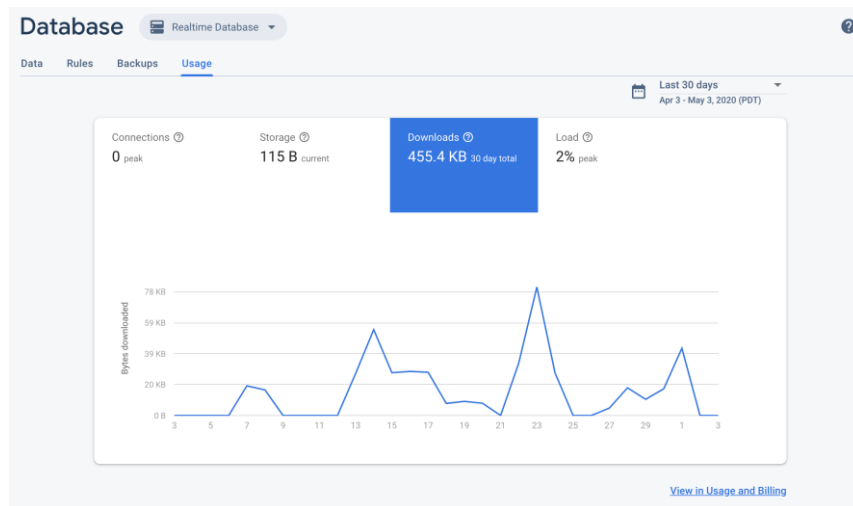 Database Realtime Database
Data Rules Backups Usage
Last 30 days
Apr 3 - May 3, 2020 (PDT)
Connections Storage Downloads Load
0 peak 115 B current 455.4 KB 30 day total 2% peak
Bytes downloaded
78 KB
59 KB
39 KB
20 KB
0 B
3 5 7 9 11 13 15 17 19 21 23 25 27 29 1 3
View in Usage and Billing